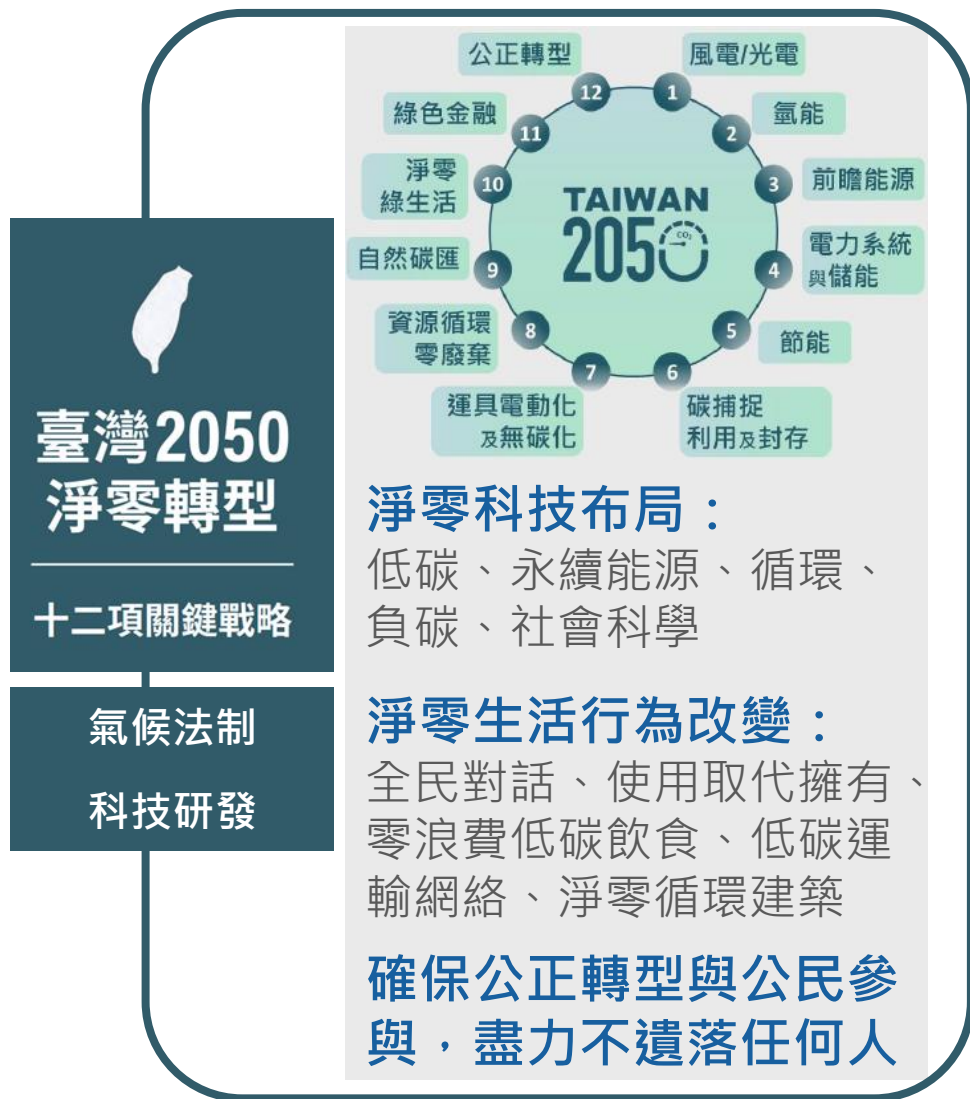 臺灣2050
淨零轉型
十二項關鍵戰略
氣候法制
科技研發
TAIWAN
2050
CO₂
1
風電/光電
2
氫能
3
前瞻能源
4
電力系統
與儲能
5
節能
6
碳捕捉
利用及封存
7
運具電動化
及無碳化
8
資源循環
零廢棄
9
自然碳匯
10
淨零
綠生活
11
綠色金融
12
公正轉型
淨零科技布局：
低碳、永續能源、循環、
負碳、社會科學
淨零生活行為改變：
全民對話、使用取代擁有、
零浪費低碳飲食、低碳運
輸網絡、淨零循環建築
確保公正轉型與公民參
與，盡力不遺落任何人